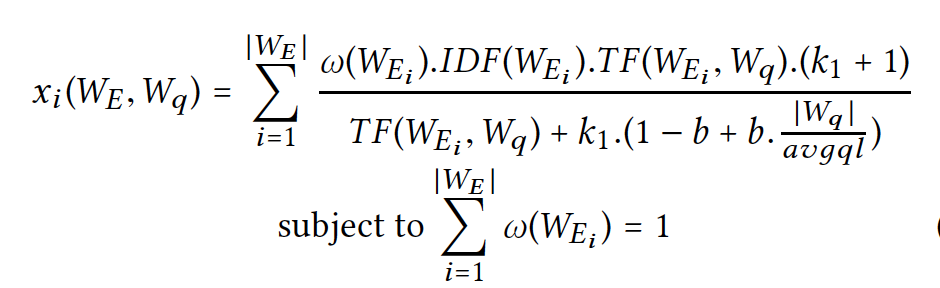 $x_i(W_E, W_q) = \sum_{i=1}^{|W_E|} \frac{\omega(W_{E_i}).IDF(W_{E_i}).TF(W_{E_i}, W_q).(k_1 + 1)}{TF(W_{E_i}, W_q) + k_1.(1 - b + b.\frac{|W_q|}{avgql})}$
subject to $\sum_{i=1}^{|W_E|} \omega(W_{E_i}) = 1$